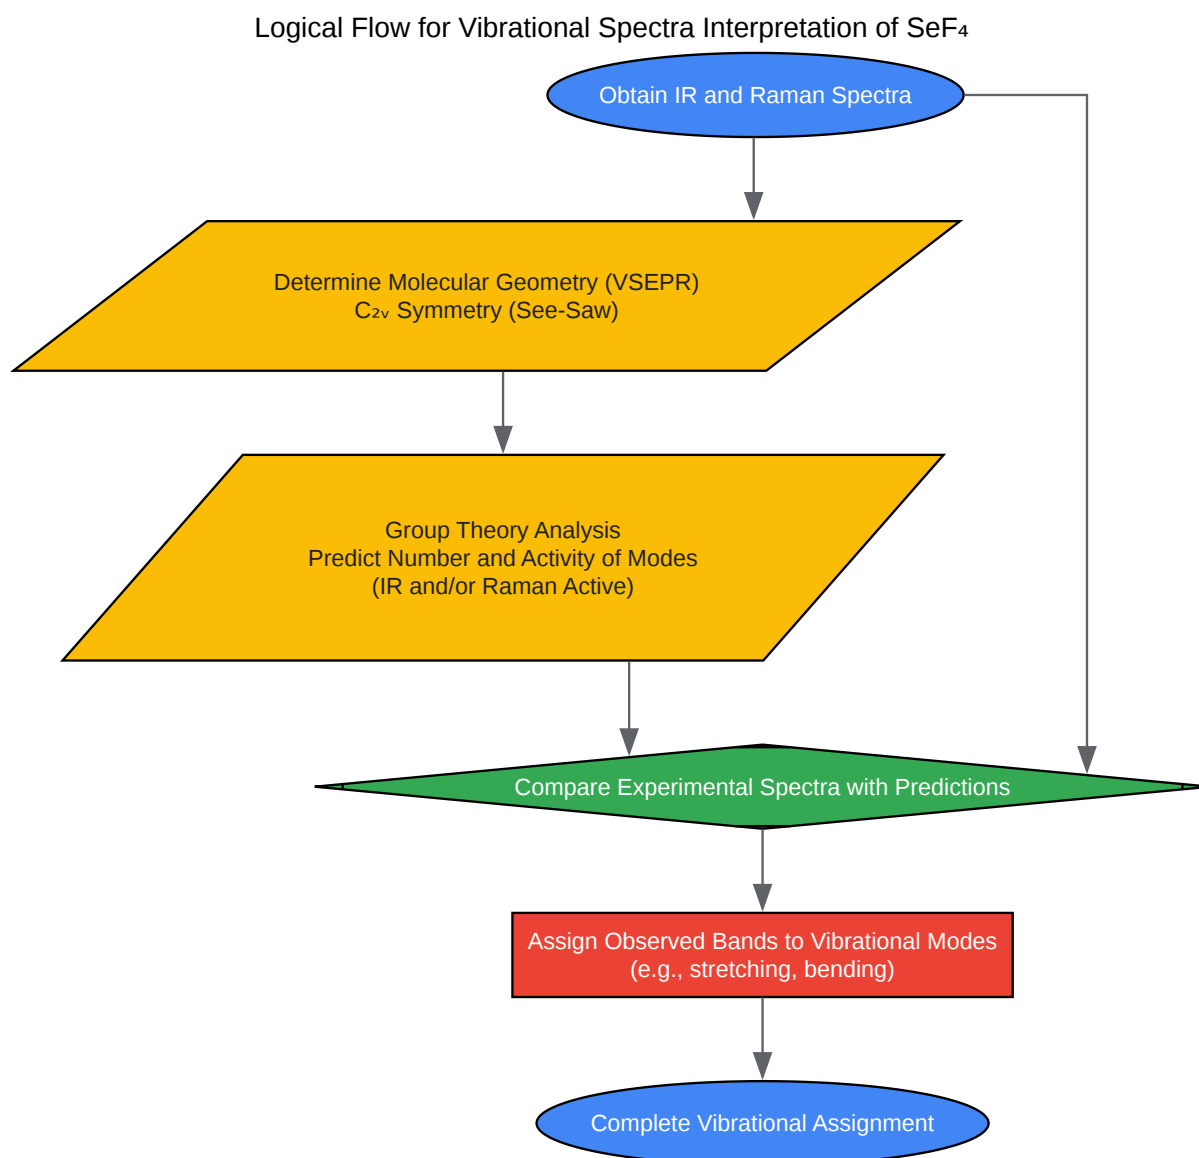 Logical Flow for Vibrational Spectra Interpretation of SeF₄
Obtain IR and Raman Spectra
Determine Molecular Geometry (VSEPR)
C₂ᵥ Symmetry (See-Saw)
Group Theory Analysis
Predict Number and Activity of Modes
(IR and/or Raman Active)
Compare Experimental Spectra with Predictions
Assign Observed Bands to Vibrational Modes
(e.g., stretching, bending)
Complete Vibrational Assignment